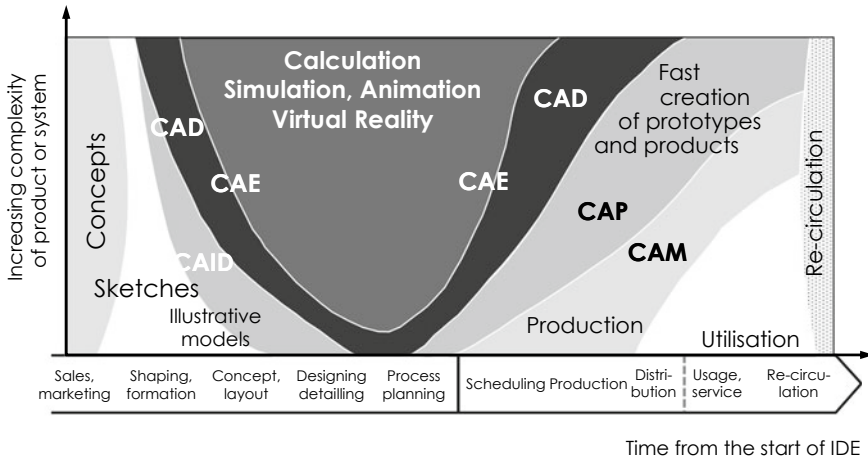 Increasing complexity
of product or system
Concepts
Calculation
Simulation, Animation
Virtual Reality
CAD
CAE
CAID
Sketches
Illustrative
models
CAD
CAE
Fast
creation
of prototypes
and products
CAP
CAM
Production
Utilisation
Re-circulation
Sales,
marketing
Shaping,
formation
Concept,
layout
Designing
detailling
Process
planning
Scheduling Production
Distri-
bution
Usage,
service
Re-circu-
lation
Time from the start of IDE